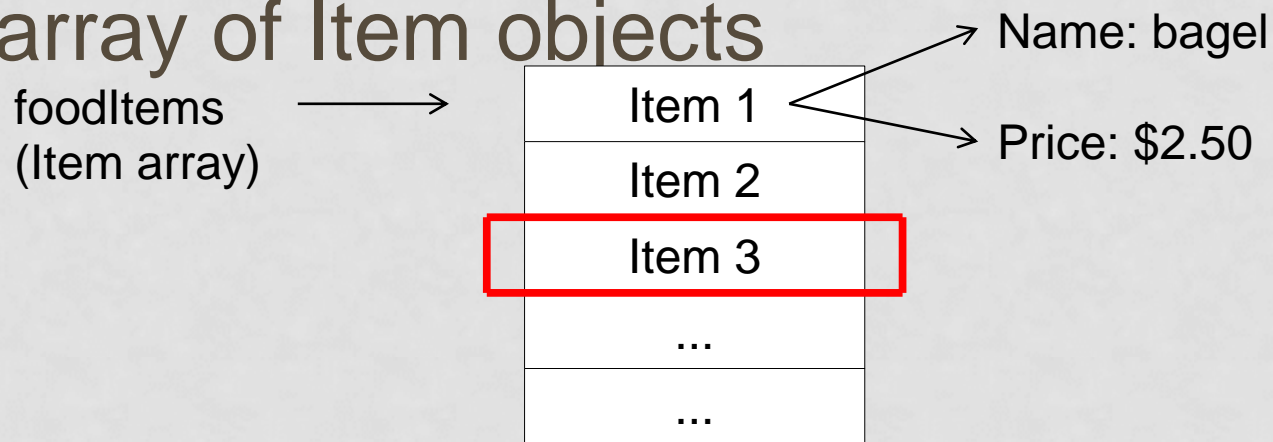 array of Item objects
foodItems
(Item array)
Item 1
Name: bagel
Price: $2.50
Item 2
Item 3
...
...